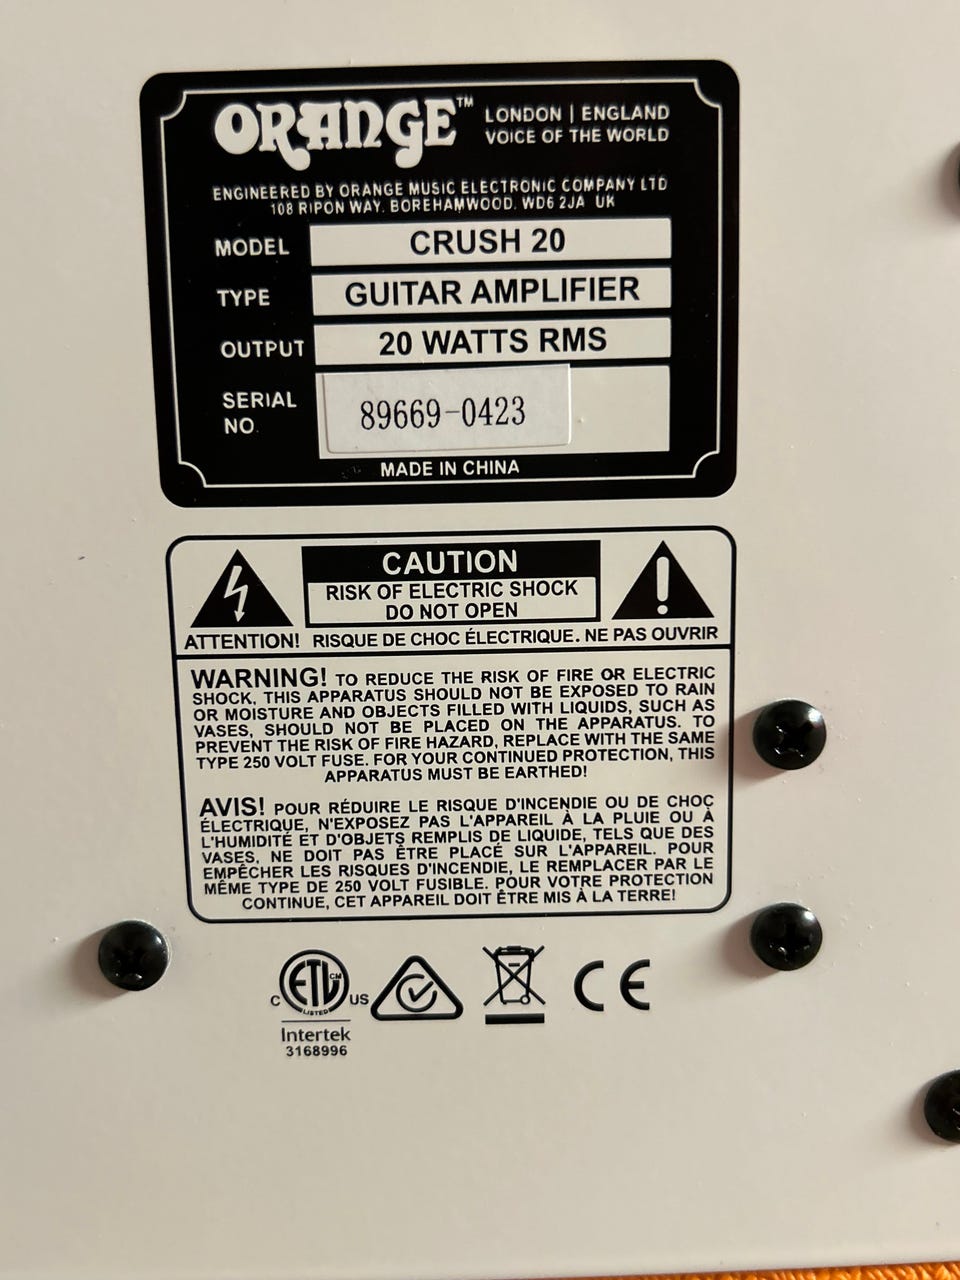 ORANGE™ LONDON | ENGLAND
VOICE OF THE WORLD
ENGINEERED BY ORANGE MUSIC ELECTRONIC COMPANY LTD
108 RIPON WAY. BOREHAMWOOD. WD6 2JA UK
MODEL CRUSH 20
TYPE GUITAR AMPLIFIER
OUTPUT 20 WATTS RMS
SERIAL NO. 89669-0423
MADE IN CHINA
CAUTION
RISK OF ELECTRIC SHOCK
DO NOT OPEN
ATTENTION! RISQUE DE CHOC ÉLECTRIQUE. NE PAS OUVRIR
WARNING! TO REDUCE THE RISK OF FIRE OR ELECTRIC
SHOCK, THIS APPARATUS SHOULD NOT BE EXPOSED TO RAIN
OR MOISTURE AND OBJECTS FILLED WITH LIQUIDS, SUCH AS
VASES, SHOULD NOT BE PLACED ON THE APPARATUS. TO
PREVENT THE RISK OF FIRE HAZARD, REPLACE WITH THE SAME
TYPE 250 VOLT FUSE. FOR YOUR CONTINUED PROTECTION, THIS
APPARATUS MUST BE EARTHED!
AVIS! POUR RÉDUIRE LE RISQUE D'INCENDIE OU DE CHOC
ÉLECTRIQUE, N'EXPOSEZ PAS L'APPAREIL À LA PLUIE OU À
L'HUMIDITÉ ET D'OBJETS REMPLIS DE LIQUIDE, TELS QUE DES
VASES, NE DOIT PAS ÊTRE PLACÉ SUR L'APPAREIL. POUR
EMPÊCHER LES RISQUES D'INCENDIE, LE REMPLACER PAR LE
MÊME TYPE DE 250 VOLT FUSIBLE. POUR VOTRE PROTECTION
CONTINUE, CET APPAREIL DOIT ÊTRE MIS À LA TERRE!
C ETL CM US CE
LISTED
Intertek
3168996